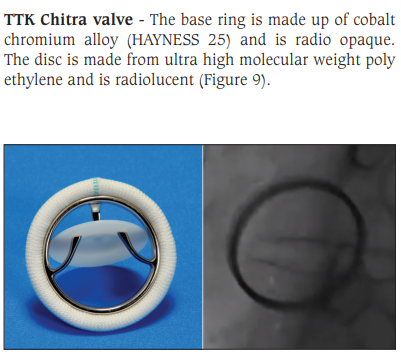 TTK Chitra valve - The base ring is made up of cobalt
chromium alloy (HAYNESS 25) and is radio opaque.
The disc is made from ultra high molecular weight poly
ethylene and is radiolucent (Figure 9).